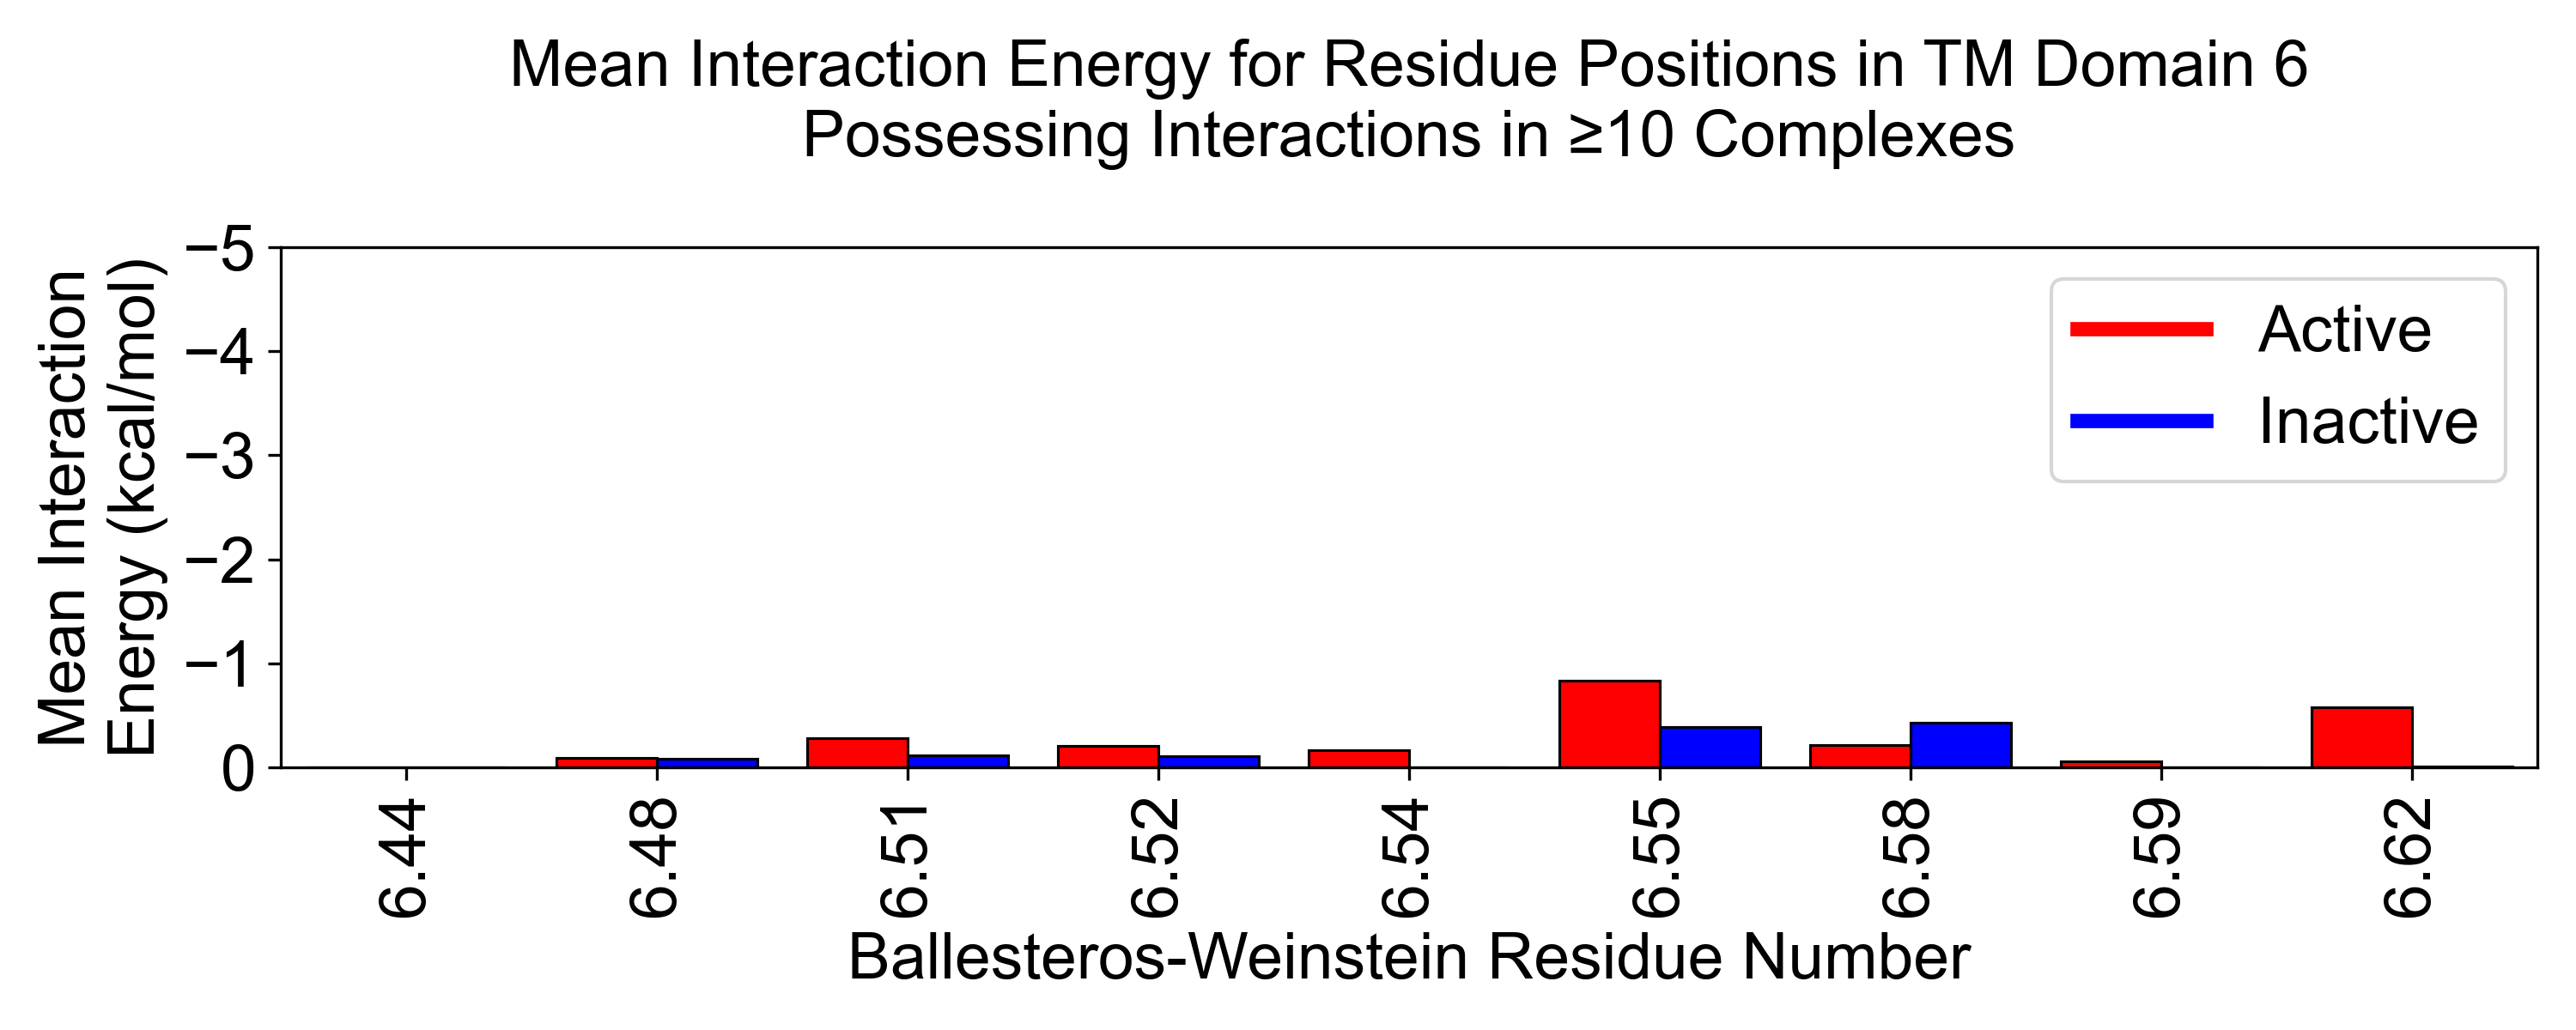 Mean Interaction Energy for Residue Positions in TM Domain 6
Possessing Interactions in ≥10 Complexes
Mean Interaction
Energy (kcal/mol)
−5
−4
−3
−2
−1
0
Active
Inactive
6.44
6.48
6.51
6.52
6.54
6.55
6.58
6.59
6.62
Ballesteros-Weinstein Residue Number